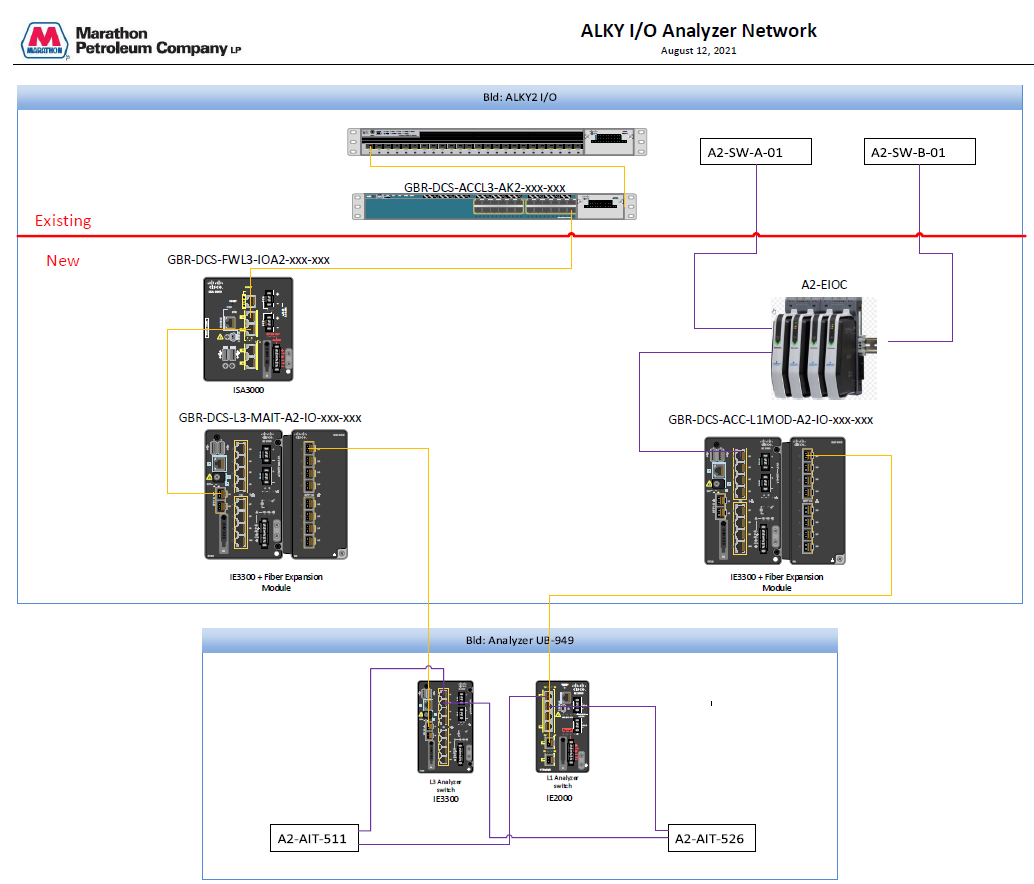 Marathon
Petroleum Company LP
MARATHON
ALKY I/O Analyzer Network
August 12, 2021
Bld: ALKY2 I/O
A2-SW-A-01
A2-SW-B-01
GBR-DCS-ACCL3-AK2-xxx-xxx
Existing
New
GBR-DCS-FWL3-IOA2-xxx-xxx
A2-EIOC
ISA3000
GBR-DCS-L3-MAIT-A2-IO-xxx-xxx
GBR-DCS-ACC-L1MOD-A2-IO-xxx-xxx
IE3300 + Fiber Expansion
Module
IE3300 + Fiber Expansion
Module
Bld: Analyzer UB-949
L3 Analyzer
switch
IE3300
L1 Analyzer
switch
IE2000
A2-AIT-511
A2-AIT-526